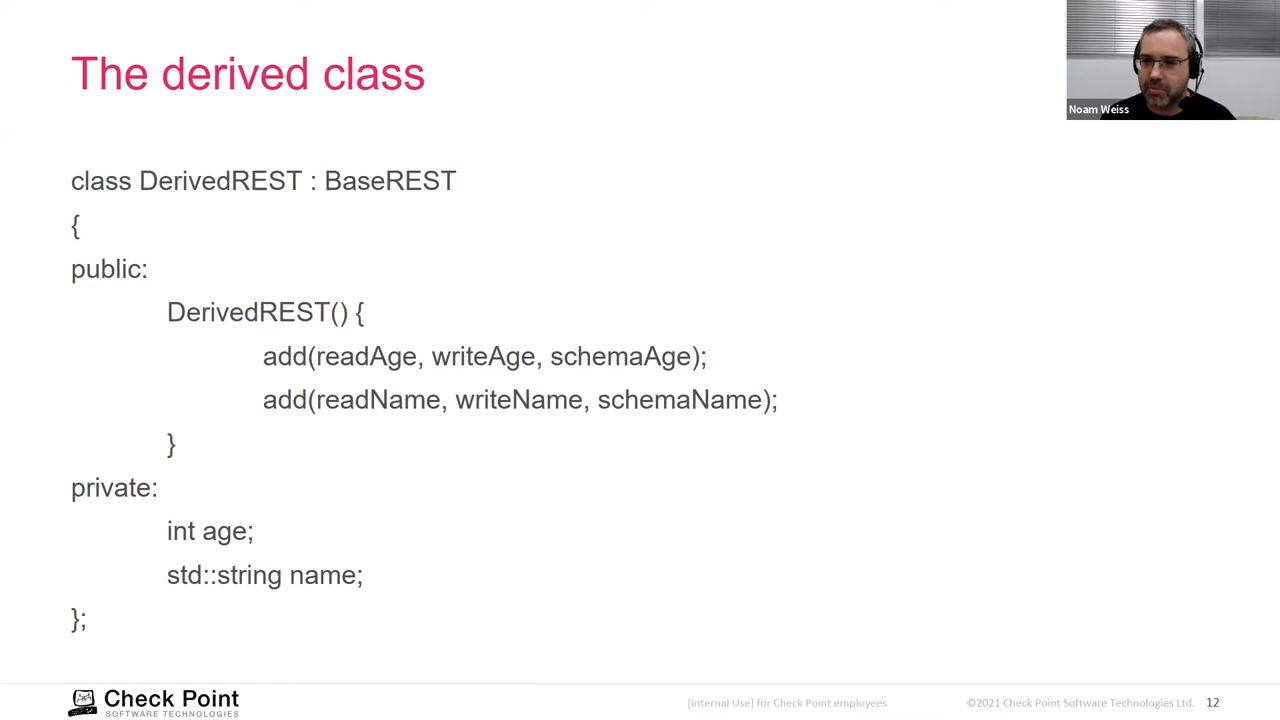 The derived class
Noam Weiss
class DerivedREST : BaseREST
{
public:
DerivedREST() {
add(readAge, writeAge, schemaAge);
add(readName, writeName, schemaName);
}
private:
int age;
std::string name;
};
Check Point
SOFTWARE TECHNOLOGIES
[Internal Use] for Check Point employees
©2021 Check Point Software Technologies Ltd.
12